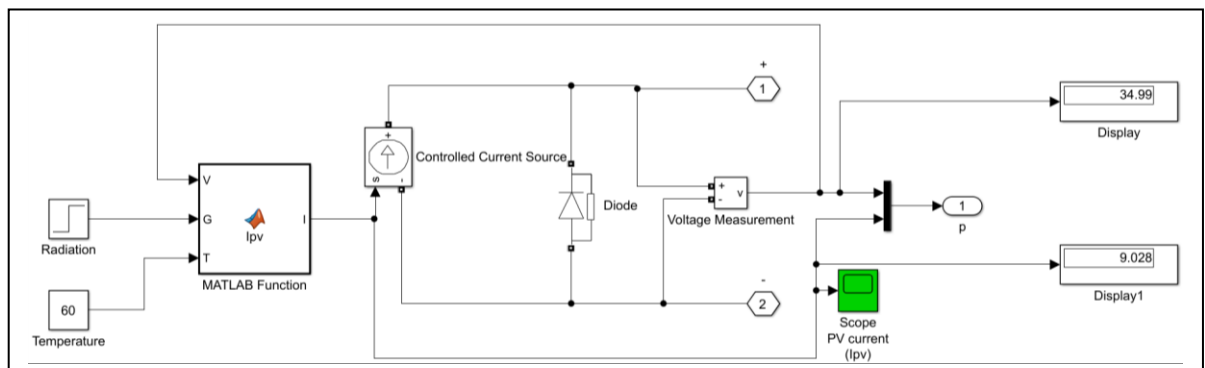 +
1
34.99
Display
+
Controlled Current Source
s
-
V
G
T
I
Ipv
MATLAB Function
Radiation
Diode
+
-
v
Voltage Measurement
1
p
9.028
Display1
60
Temperature
-
2
Scope
PV current
(Ipv)